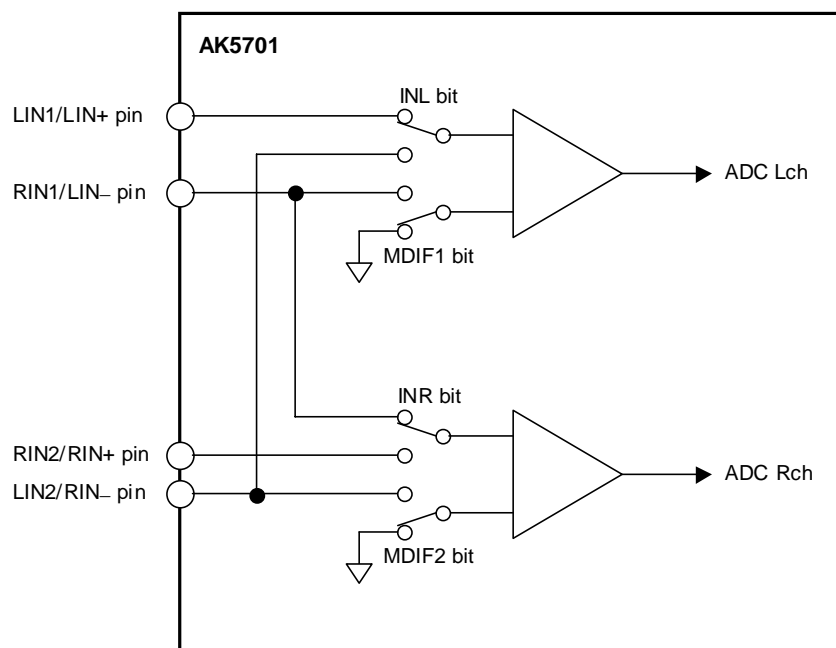 AK5701
LIN1/LIN+ pin
INL bit
ADC Lch
RIN1/LIN– pin
MDIF1 bit
INR bit
RIN2/RIN+ pin
ADC Rch
LIN2/RIN– pin
MDIF2 bit